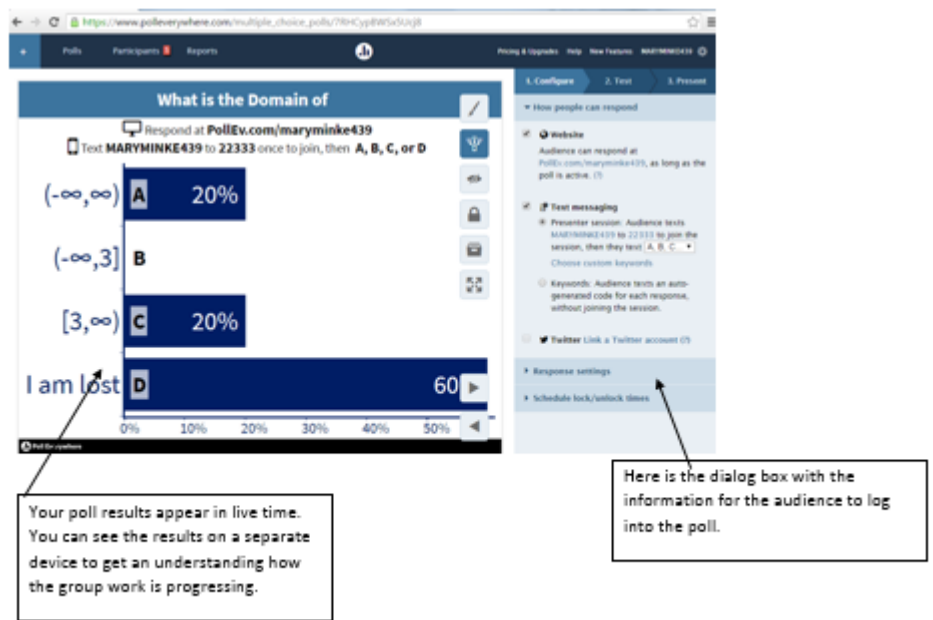 https://www.polleverywhere.com/multiple_choice_polls/7RHCyp8WSx5Ucj8
+ Polls Participants Reports Pricing & Upgrades Help New Features MARYMINKE439
What is the Domain of
Respond at PollEv.com/maryminke439
Text MARYMINKE439 to 22333 once to join, then A, B, C, or D
(-∞,∞) A 20%
(-∞,3] B
[3,∞) C 20%
I am lost D 60
0% 10% 20% 30% 40% 50%
Poll Everywhere
1. Configure 2. Test 3. Present
How people can respond
Website
Audience can respond at
PollEv.com/maryminke439, as long as the
poll is active. (?)
Text messaging
Presenter session: Audience texts
MARYMINKE439 to 22333 to join the
session, then they text A, B, C...
Choose custom keywords
Keywords: Audience texts an auto-
generated code for each response,
without joining the session.
Twitter Link a Twitter account (?)
Response settings
Schedule lock/unlock times
Your poll results appear in live time.
You can see the results on a separate
device to get an understanding how
the group work is progressing.
Here is the dialog box with the
information for the audience to log
into the poll.